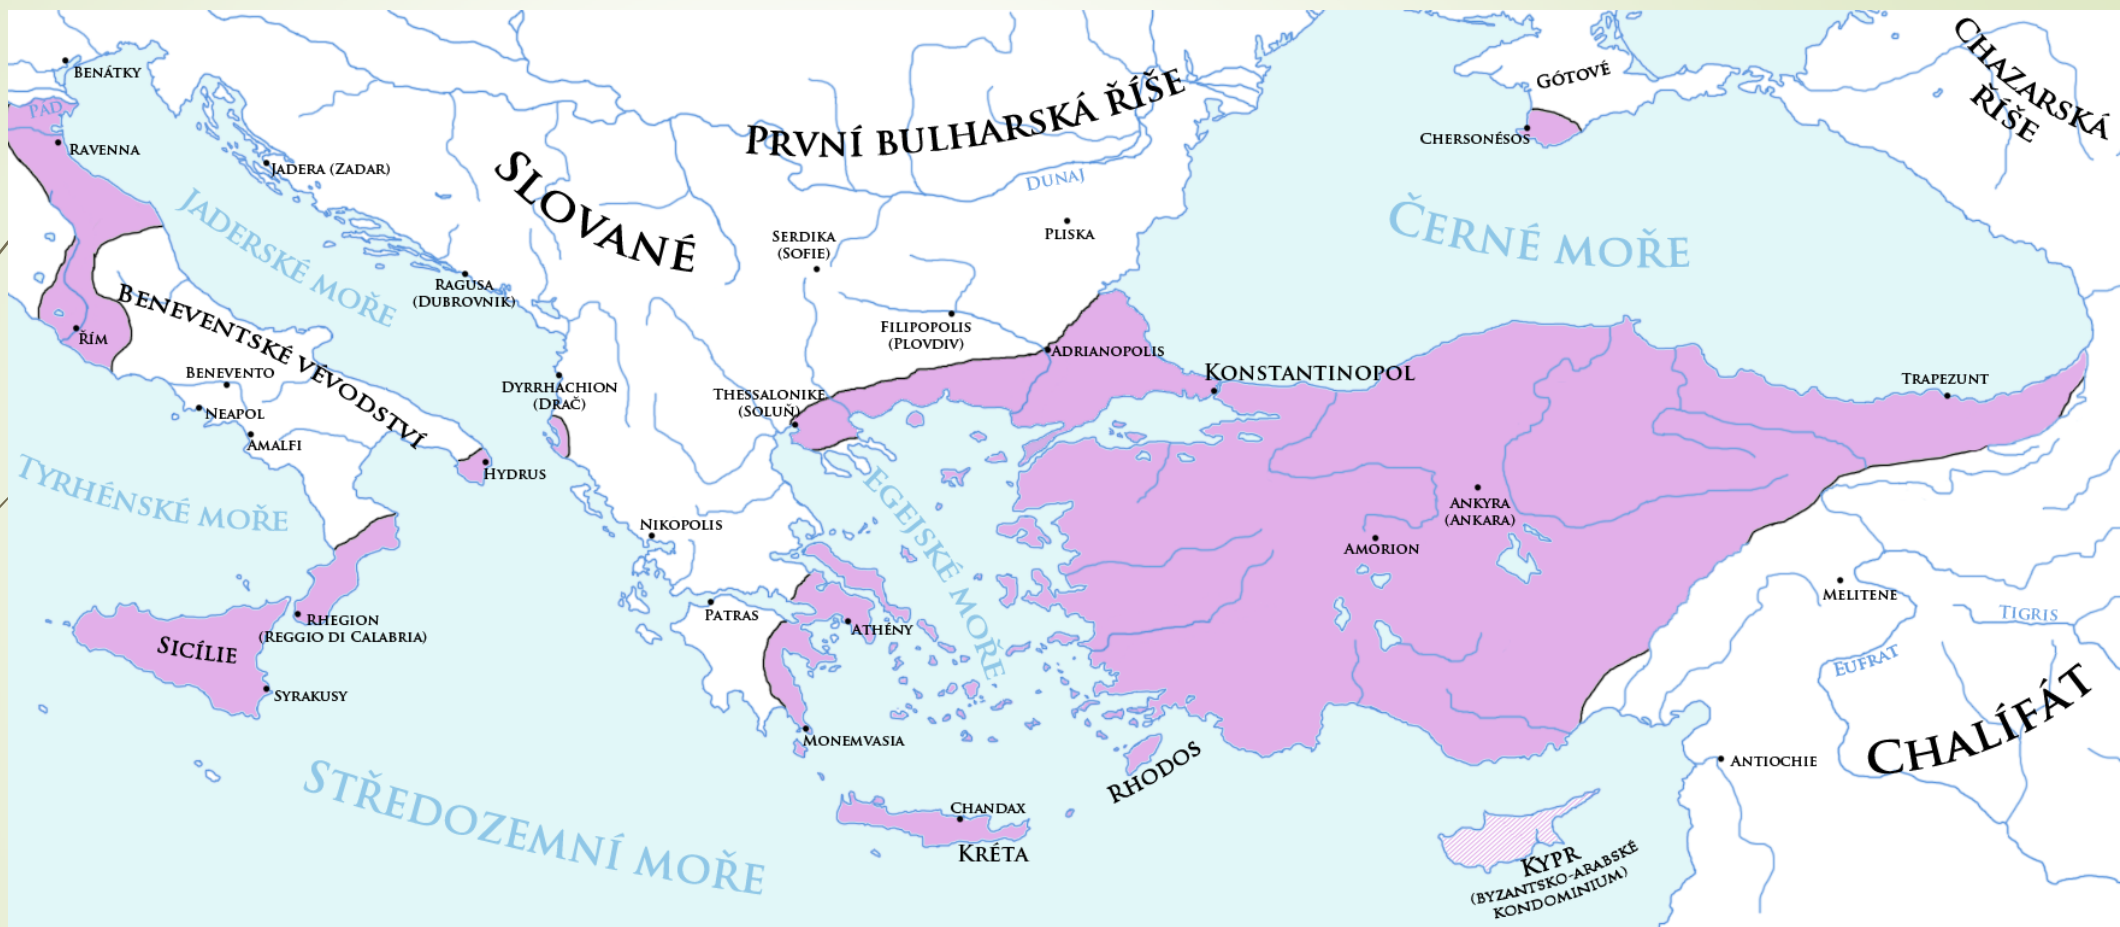 Benátky
Pád
Ravenna
Jadera (Zadar)
Jaderské moře
Slované
První bulharská říše
Dunaj
Pliska
Serdika
(Sofie)
Gótové
Chersonésos
Chazarská
říše
Černé moře
Ragusa
(Dubrovnik)
Beneventské vévodství
Řím
Benevento
Neapol
Amalfi
Hydrus
Dyrrhachion
(Drač)
Filipopolis
(Plovdiv)
Adrianopolis
Thessalonike
(Soluň)
Konstantinopol
Trapezunt
Tyrhénské moře
Egejské moře
Nikopolis
Ankyra
(Ankara)
Amorion
Melitene
Tigris
Eufrat
Chalífát
Patras
Athény
Rhegion
(Reggio di Calabria)
Sicílie
Syrakusy
Monemvasia
Rhodos
Antiochie
Středozemní moře
Chandax
Kréta
Kypr
(byzantsko-arabské
kondominium)